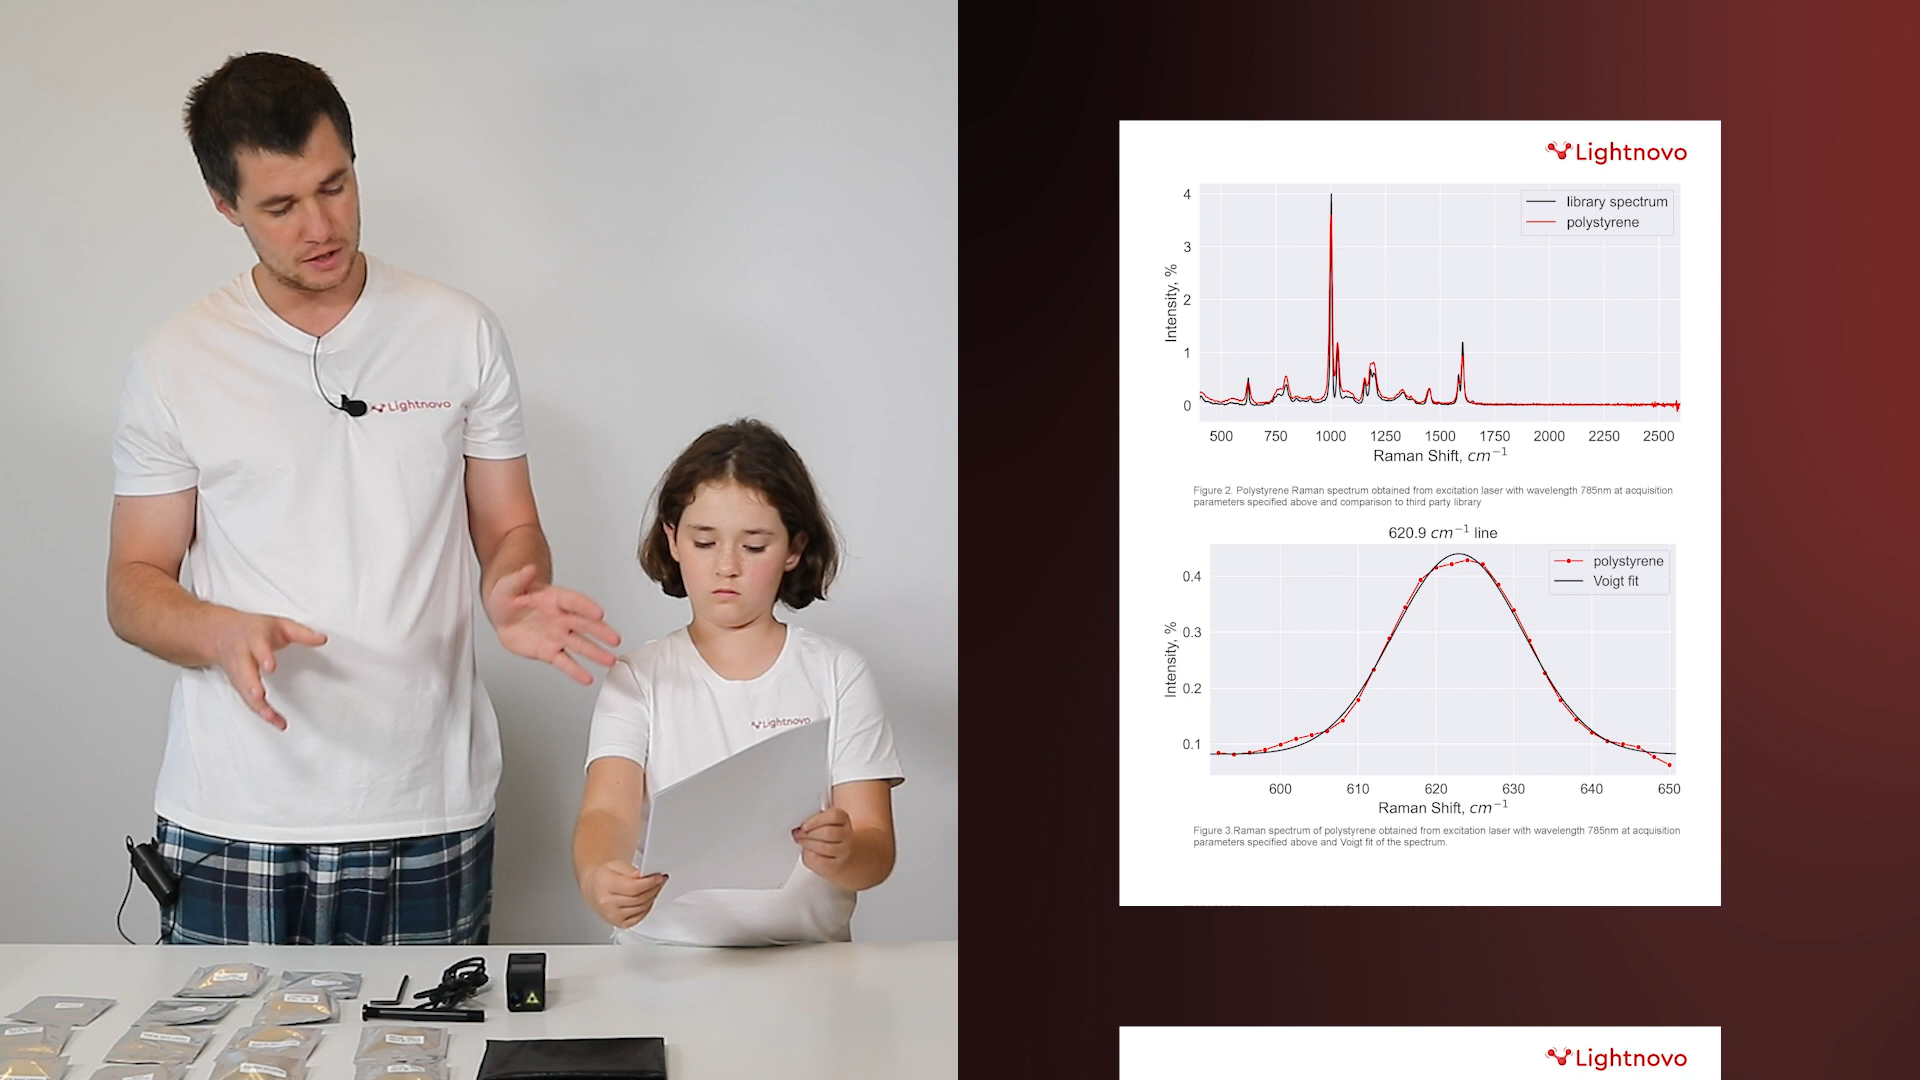 Lightnovo
Lightnovo
Lightnovo
4
3
2
1
0
Intensity, %
library spectrum
polystyrene
500 750 1000 1250 1500 1750 2000 2250 2500
Raman Shift, cm⁻¹
Figure 2. Polystyrene Raman spectrum obtained from excitation laser with wavelength 785nm at acquisition
parameters specified above and comparison to third party library
620.9 cm⁻¹ line
0.4
0.3
0.2
0.1
Intensity, %
polystyrene
Voigt fit
600 610 620 630 640 650
Raman Shift, cm⁻¹
Figure 3.Raman spectrum of polystyrene obtained from excitation laser with wavelength 785nm at acquisition
parameters specified above and Voigt fit of the spectrum.
Lightnovo